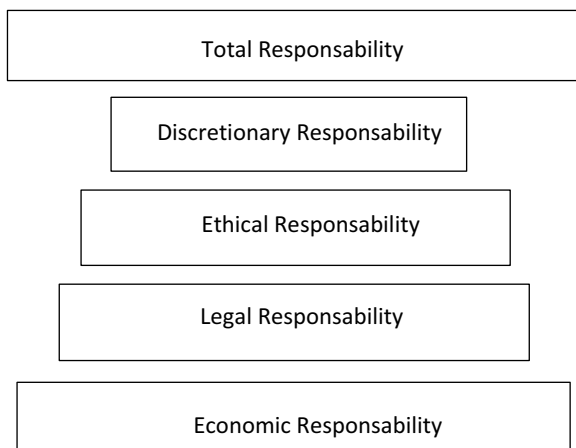 Total Responsability
Discretionary Responsability
Ethical Responsability
Legal Responsability
Economic Responsability